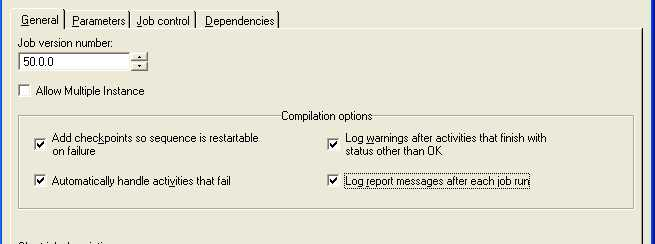 General
Parameters
Job control
Dependencies
Job version number:
50.0.0
Allow Multiple Instance
Compilation options
Add checkpoints so sequence is restartable
on failure
Log warnings after activities that finish with
status other than OK
Automatically handle activities that fail
Log report messages after each job run